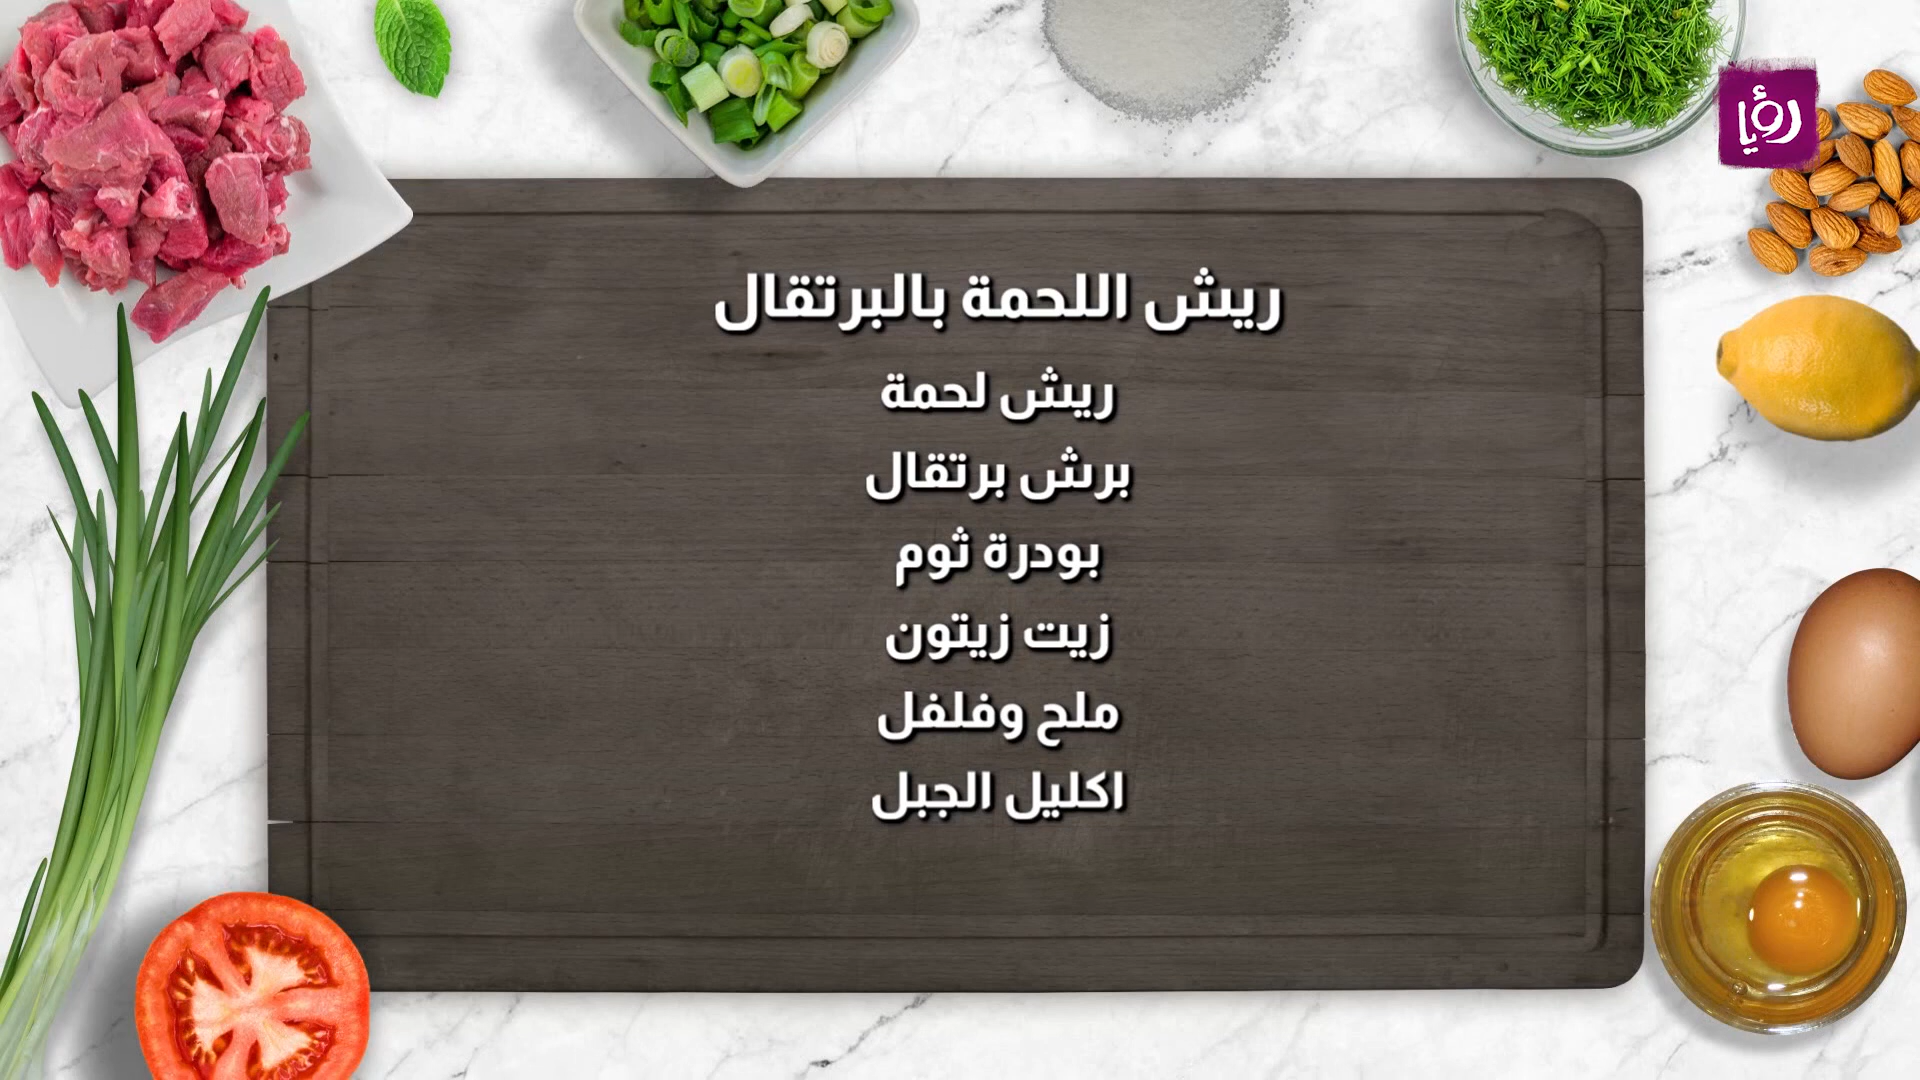 رؤيا
ريش اللحمة بالبرتقال
ريش لحمة
برش برتقال
بودرة ثوم
زيت زيتون
ملح وفلفل
اكليل الجبل